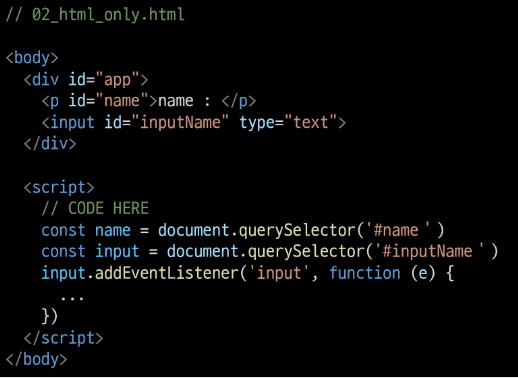 // 02_html_only.html
<body>
<div id="app">
<p id="name">name : </p>
<input id="inputName" type="text">
</div>
<script>
// CODE HERE
const name = document.querySelector('#name')
const input = document.querySelector('#inputName')
input.addEventListener('input', function (e) {
...
})
</script>
</body>